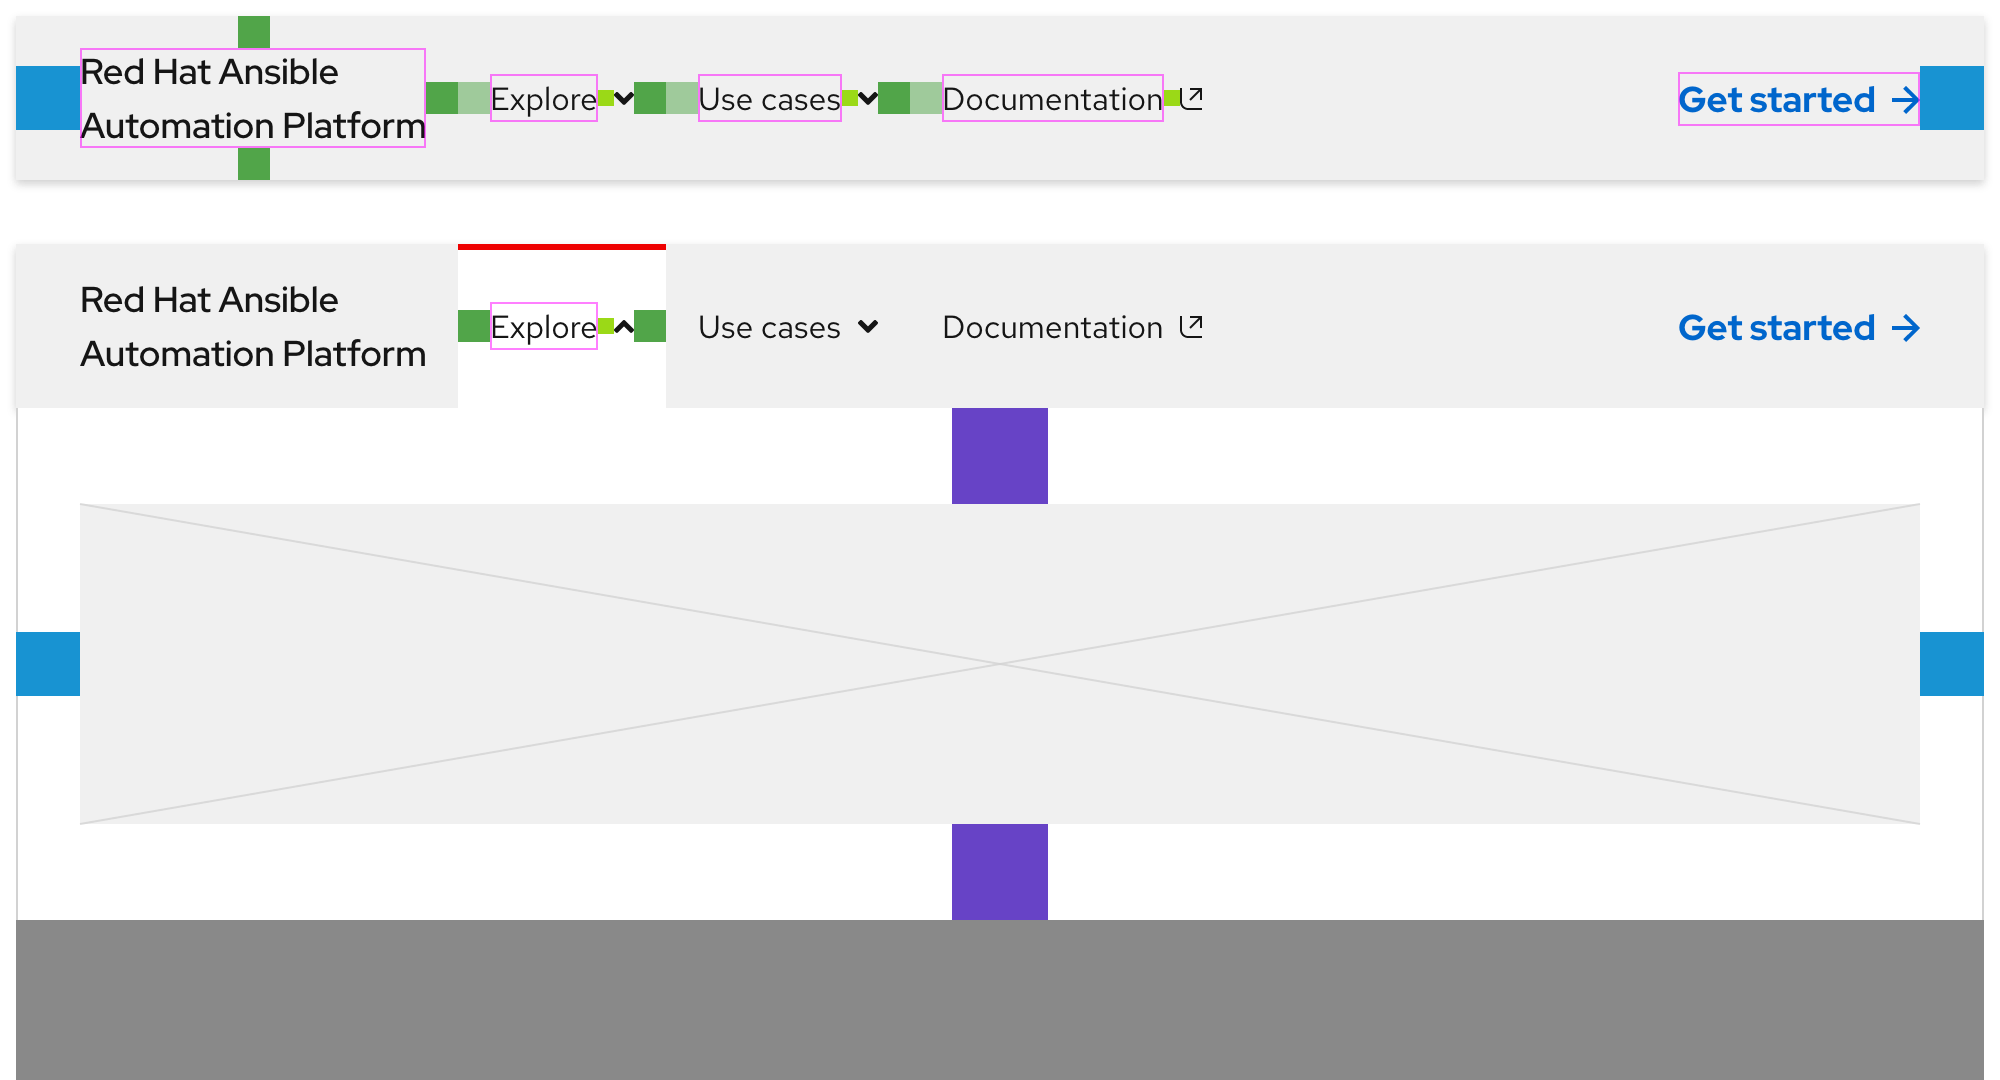 Red Hat Ansible
Automation Platform
Explore
Use cases
Documentation
Get started
Red Hat Ansible
Automation Platform
Explore
Use cases
Documentation
Get started